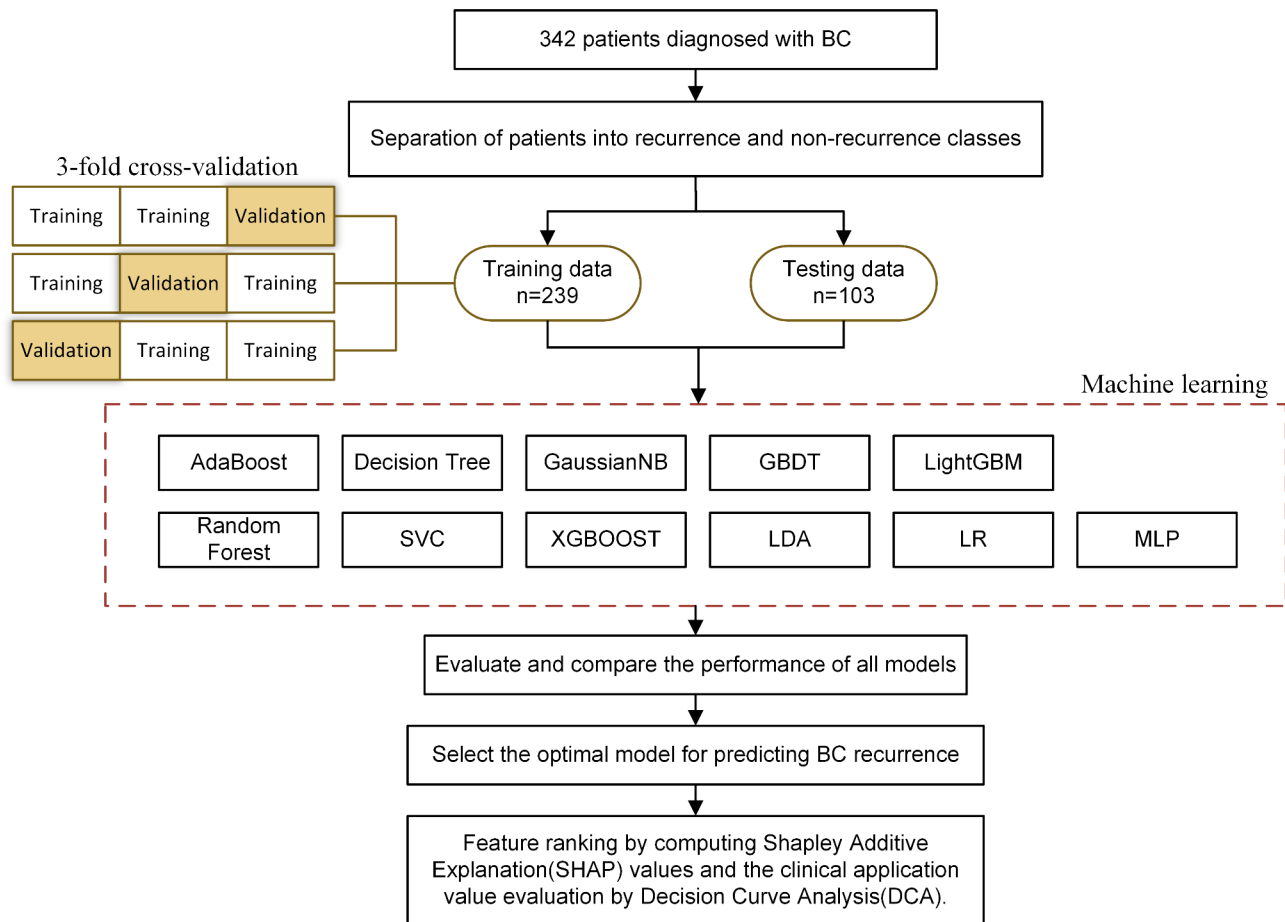 342 patients diagnosed with BC
Separation of patients into recurrence and non-recurrence classes
3-fold cross-validation
Training Training Validation
Training Validation Training
Validation Training Training
Training data
n=239
Testing data
n=103
Machine learning
AdaBoost
Decision Tree
GaussianNB
GBDT
LightGBM
Random
Forest
SVC
XGBOOST
LDA
LR
MLP
Evaluate and compare the performance of all models
Select the optimal model for predicting BC recurrence
Feature ranking by computing Shapley Additive
Explanation(SHAP) values and the clinical application
value evaluation by Decision Curve Analysis(DCA).